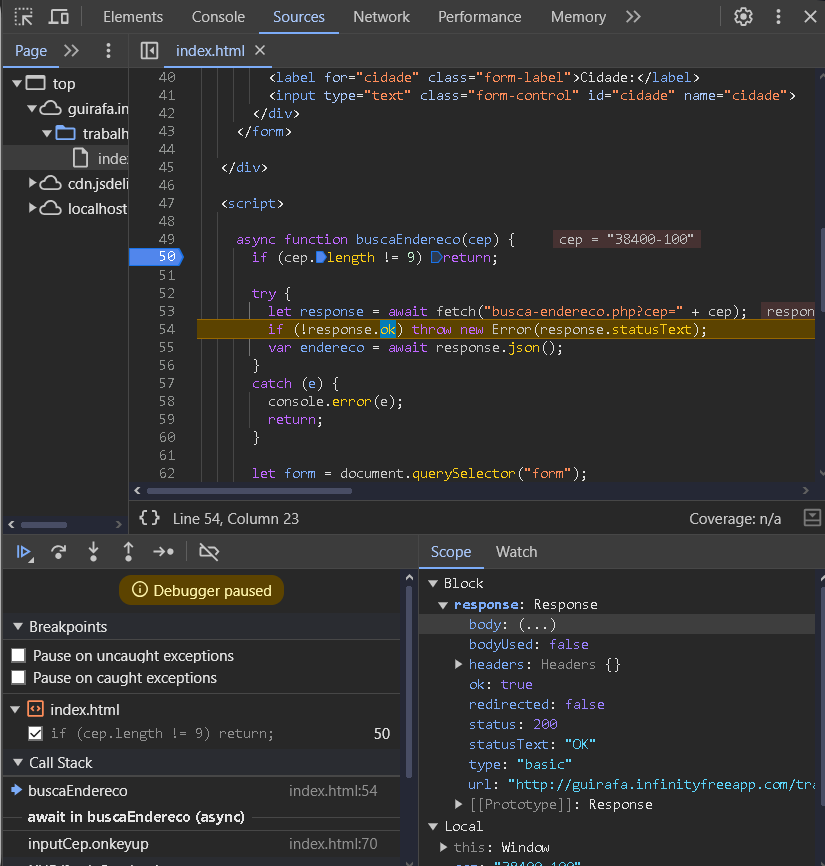 Elements Console Sources Network Performance Memory
Page index.html
top
guirafa.in
trabalh
inde
cdn.jsdeli
localhost
40 <label for="cidade" class="form-label">Cidade:</label>
41 <input type="text" class="form-control" id="cidade" name="cidade">
42 </div>
43 </form>
44
45 </div>
46
47 <script>
48
49 async function buscaEndereco(cep) { cep = "38400-100"
50 if (cep.length != 9) return;
51
52 try {
53 let response = await fetch("busca-endereco.php?cep=" + cep); respon
54 if (!response.ok) throw new Error(response.statusText);
55 var endereco = await response.json();
56 }
57 catch (e) {
58 console.error(e);
59 return;
60 }
61
62 let form = document.querySelector("form");
{} Line 54, Column 23 Coverage: n/a
Debugger paused
Breakpoints
Pause on uncaught exceptions
Pause on caught exceptions
index.html
if (cep.length != 9) return; 50
Call Stack
buscaEndereco index.html:54
await in buscaEndereco (async)
inputCep.onkeyup index.html:70
Scope Watch
Block
response: Response
body: (...)
bodyUsed: false
headers: Headers {}
ok: true
redirected: false
status: 200
statusText: "OK"
type: "basic"
url: "http://guirafa.infinityfreeapp.com/tra
[[Prototype]]: Response
Local
this: Window
cep: "38400-100"